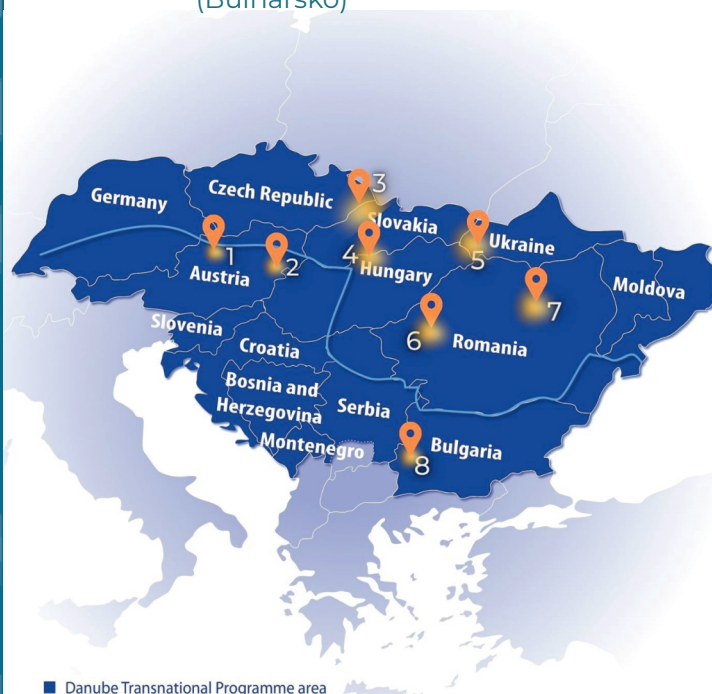 (Bulharsko)
3
Germany
Czech Republic
Slovakia
Ukraine
1
2
4
5
Austria
Hungary
Moldova
7
Slovenia
6
Romania
Croatia
Bosnia and
Herzegovina
Serbia
Montenegro
Bulgaria
8
Danube Transnational Programme area